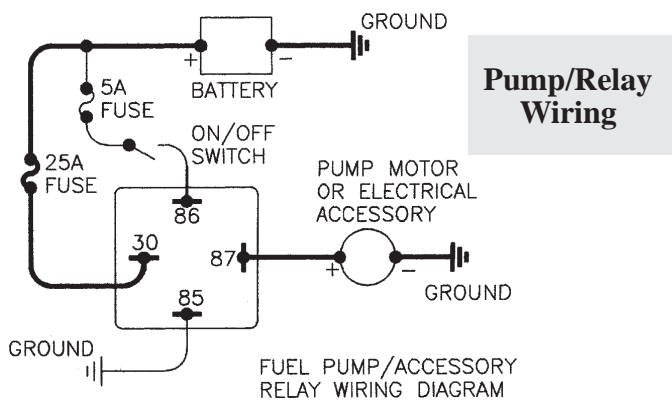 GROUND
+
−
BATTERY
Pump/Relay
Wiring
5A
FUSE
ON/OFF
SWITCH
25A
FUSE
PUMP MOTOR
OR ELECTRICAL
ACCESSORY
86
30
87
+
−
GROUND
85
GROUND
FUEL PUMP/ACCESSORY
RELAY WIRING DIAGRAM